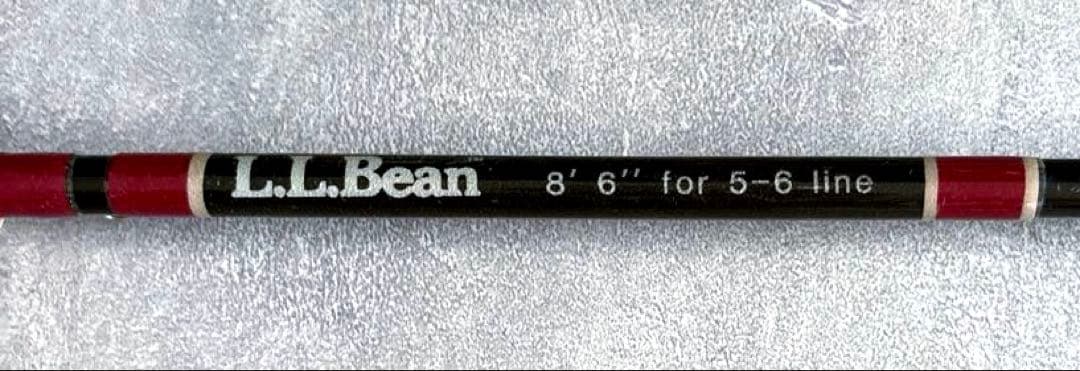 L.L.Bean 8' 6" for 5-6 line